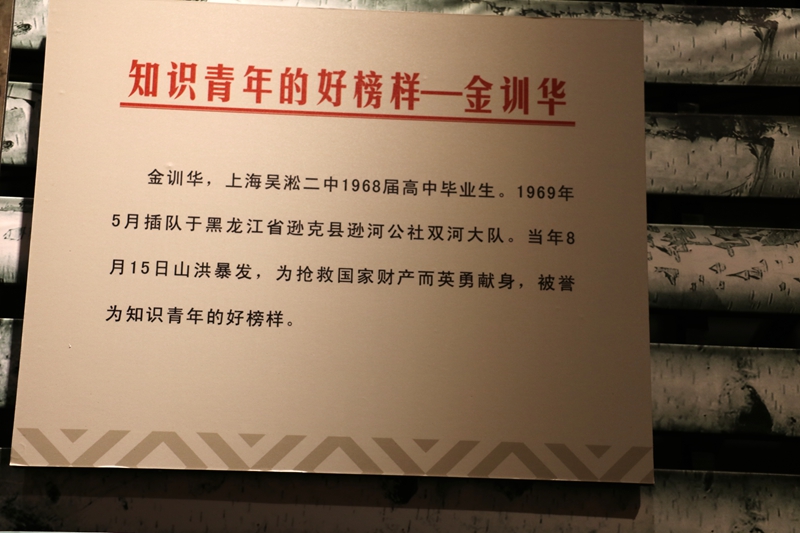 知识青年的好榜样—金训华
金训华，上海吴淞二中1968届高中毕业生。1969年
5月插队于黑龙江省逊克县逊河公社双河大队。当年8
月15日山洪暴发，为抢救国家财产而英勇献身，被誉
为知识青年的好榜样。